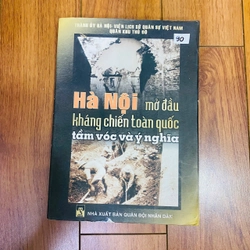 THÀNH ỦY HÀ NỘI-VIỆN LỊCH SỬ QUÂN SỰ VIỆT NAM
QUÂN KHU THỦ ĐÔ
30
Hà Nội mở đầu
kháng chiến toàn quốc
tầm vóc và ý nghĩa
NHÀ XUẤT BẢN QUÂN ĐỘI NHÂN DÂN